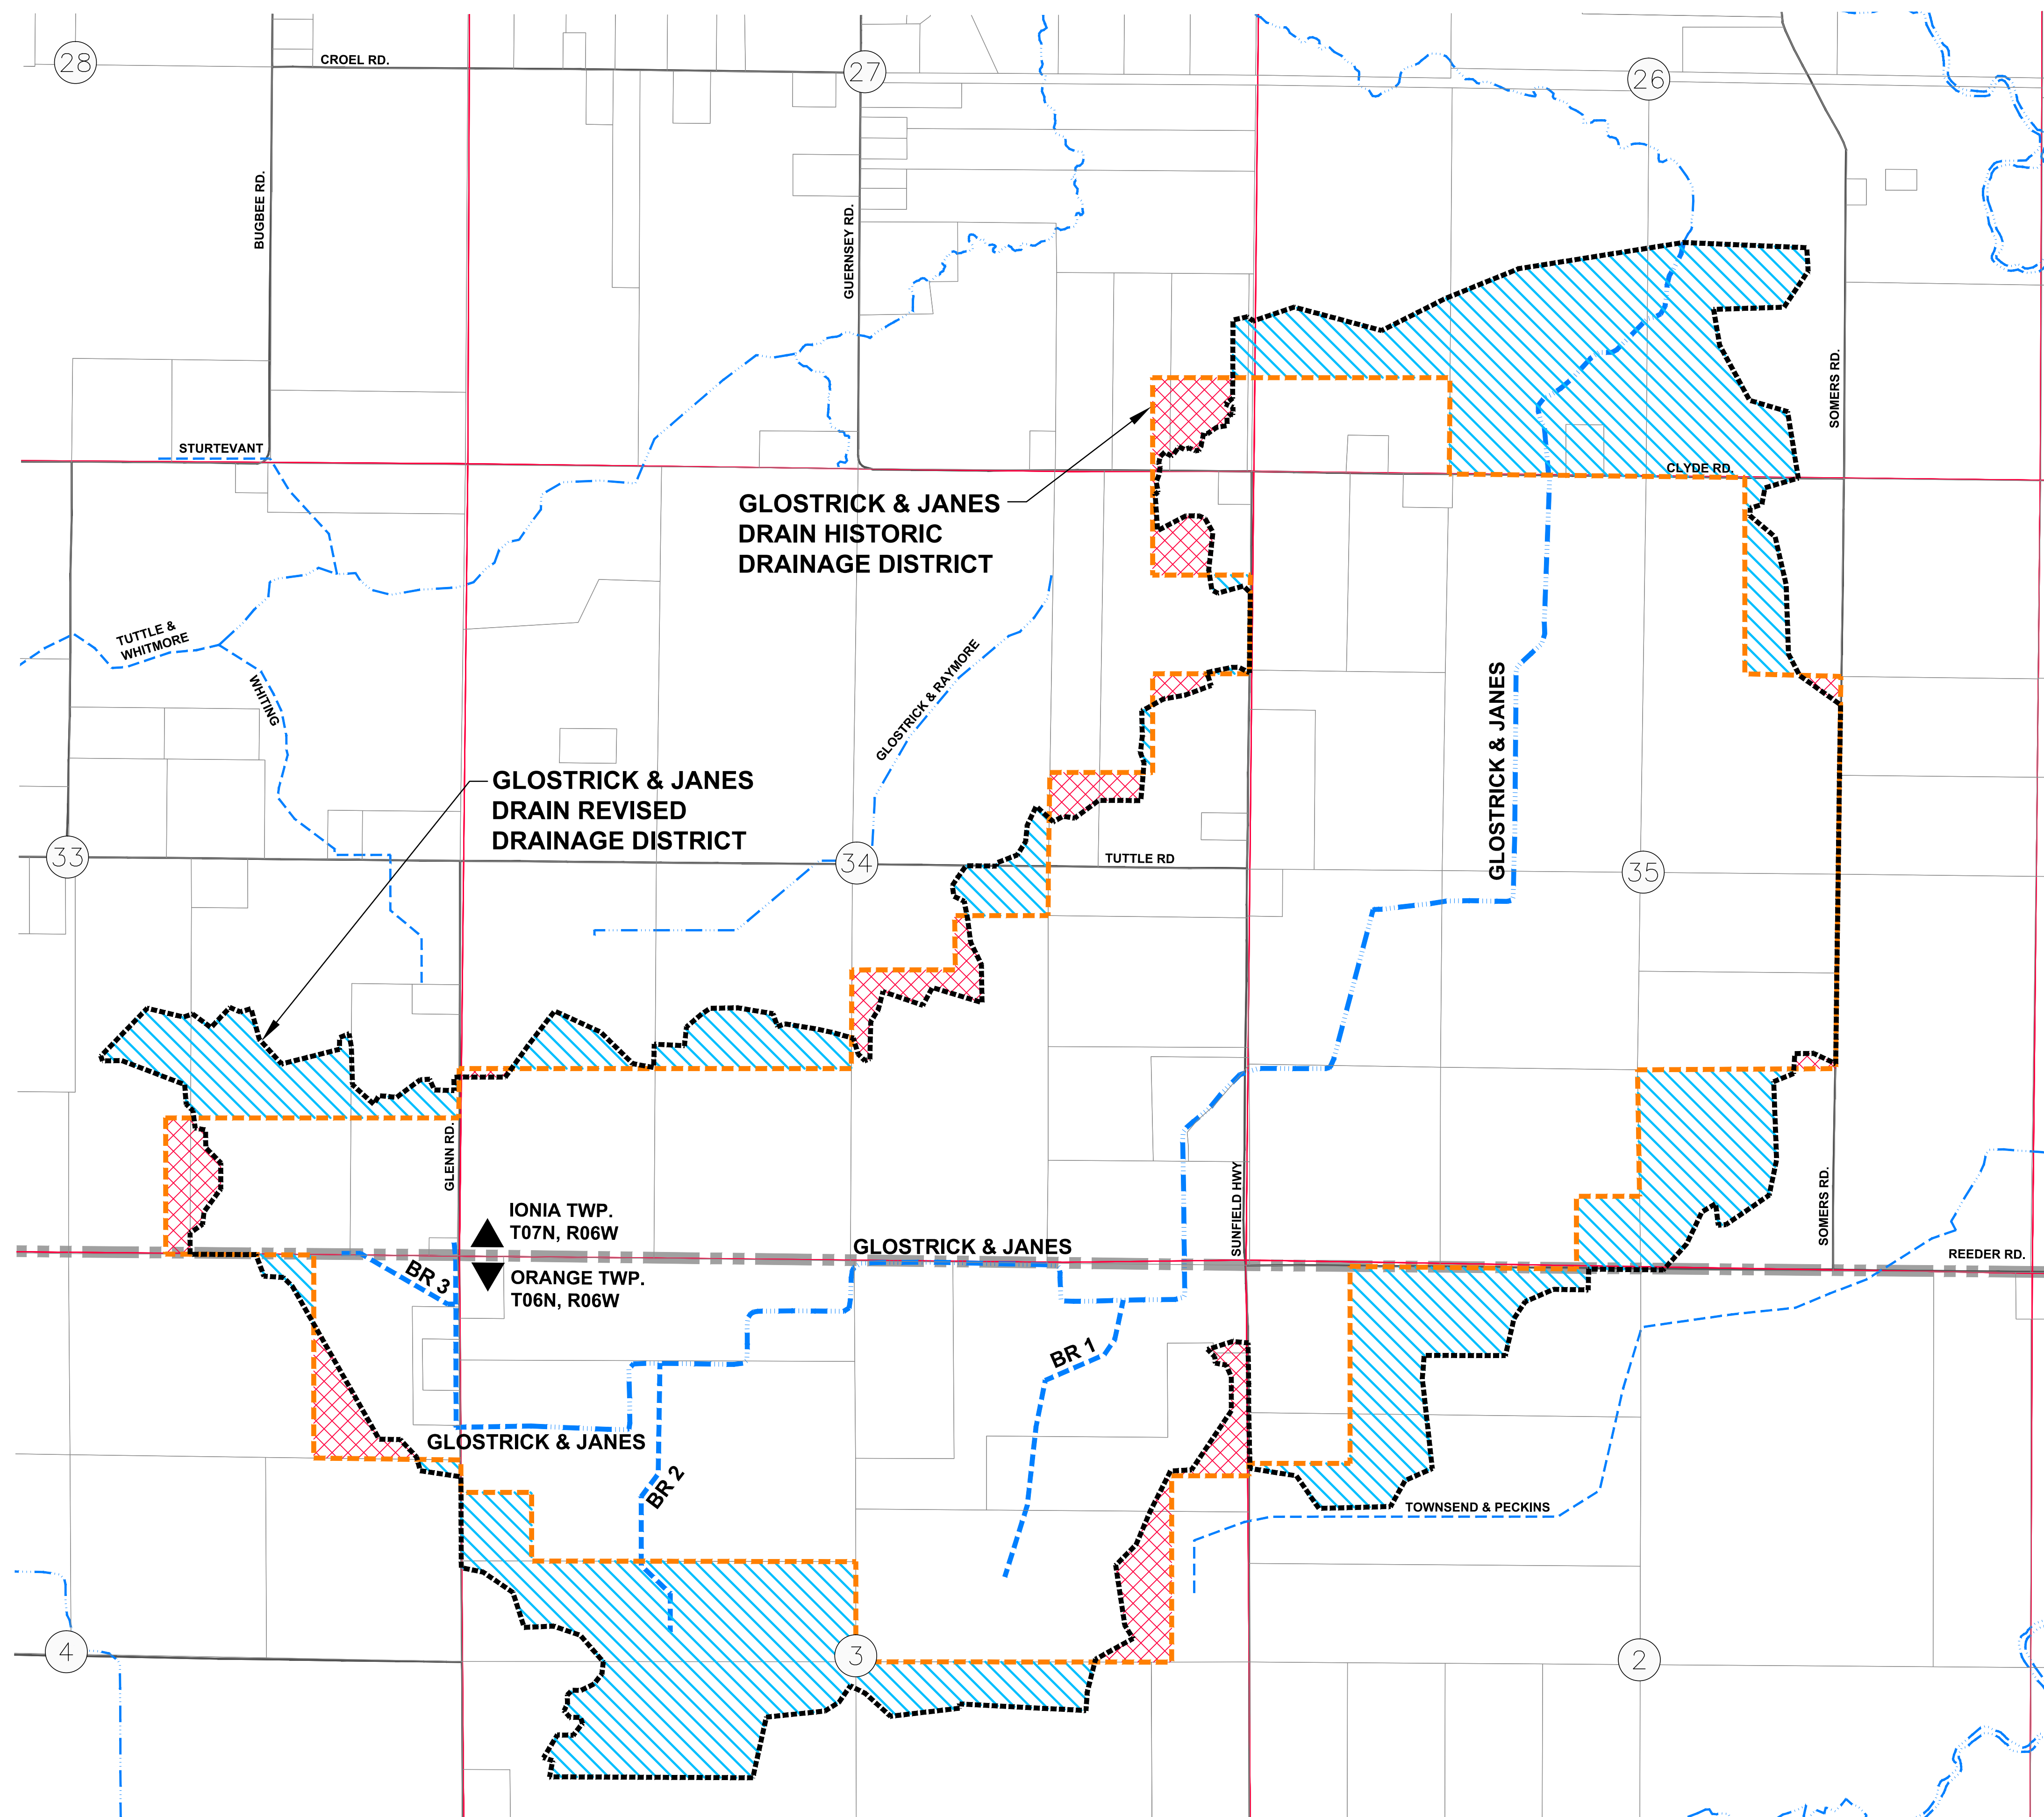 28
CROEL RD.
27
26
BUGBEE RD.
GUERNSEY RD.
SOMERS RD.
STURTEVANT
CLYDE RD.
GLOSTRICK & JANES
DRAIN HISTORIC
DRAINAGE DISTRICT
TUTTLE &
WHITMORE
WHITING
GLOSTRICK & RAYMORE
GLOSTRICK & JANES
GLOSTRICK & JANES
DRAIN REVISED
DRAINAGE DISTRICT
33
34
TUTTLE RD
35
GLENN RD.
SUNFIELD HWY
SOMERS RD.
IONIA TWP.
T07N, R06W
GLOSTRICK & JANES
REEDER RD.
BR 3
ORANGE TWP.
T06N, R06W
BR 1
GLOSTRICK & JANES
BR 2
TOWNSEND & PECKINS
4
3
2